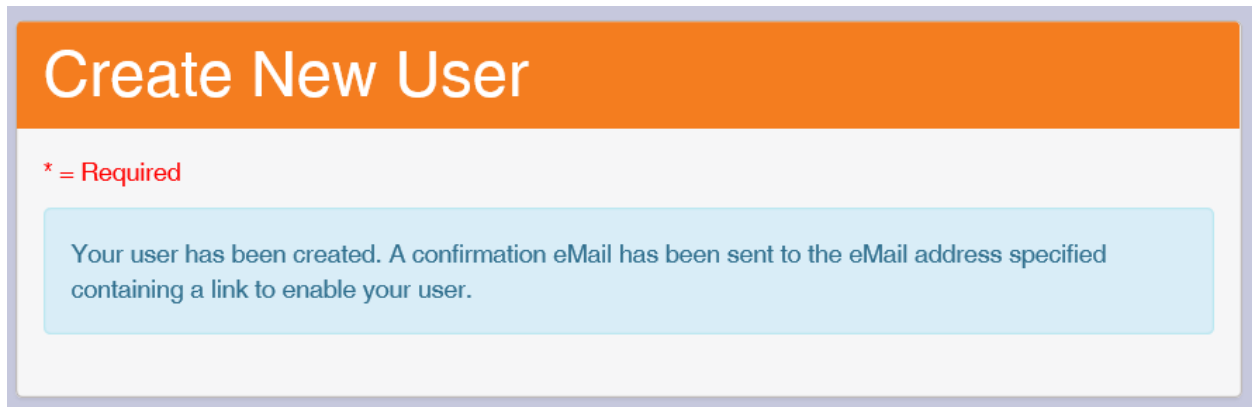 Create New User
* = Required
Your user has been created. A confirmation eMail has been sent to the eMail address specified
containing a link to enable your user.